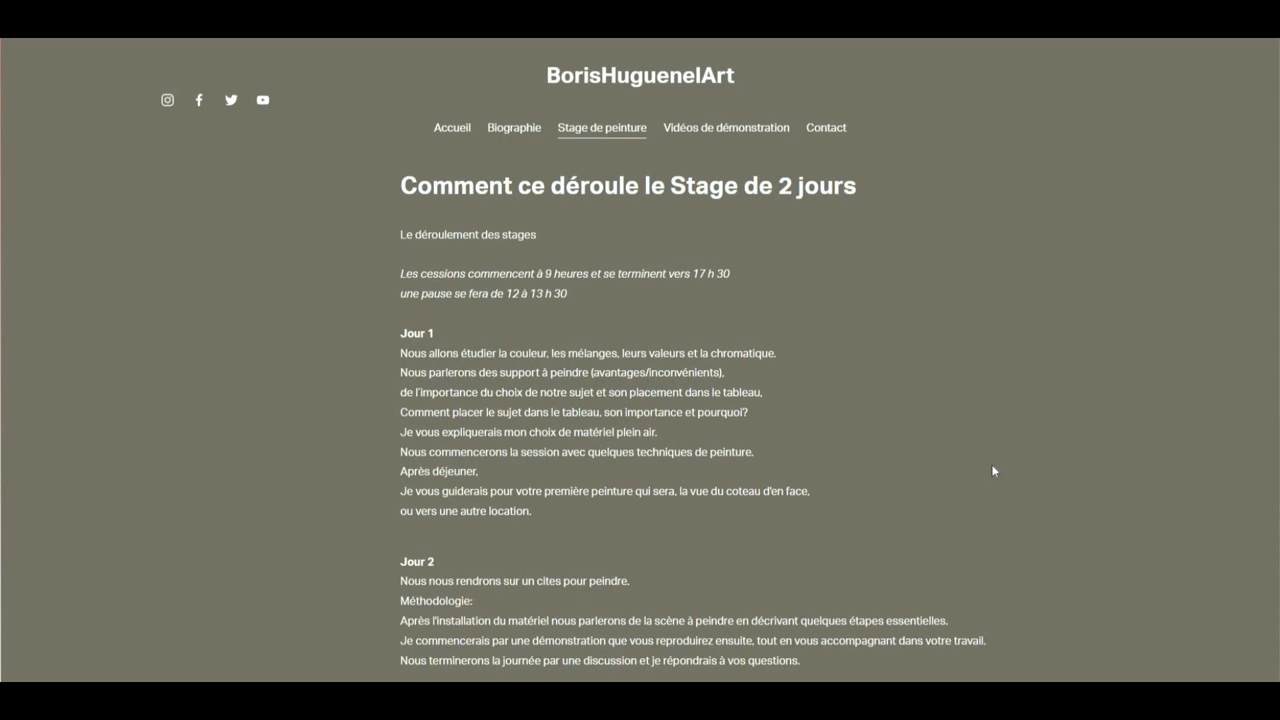 BorisHuguenelArt
Accueil Biographie Stage de peinture Vidéos de démonstration Contact
Comment ce déroule le Stage de 2 jours
Le déroulement des stages
Les cessions commencent à 9 heures et se terminent vers 17 h 30
une pause se fera de 12 à 13 h 30
Jour 1
Nous allons étudier la couleur, les mélanges, leurs valeurs et la chromatique.
Nous parlerons des support à peindre (avantages/inconvénients),
de l'importance du choix de notre sujet et son placement dans le tableau,
Comment placer le sujet dans le tableau, son importance et pourquoi?
Je vous expliquerais mon choix de matériel plein air.
Nous commencerons la session avec quelques techniques de peinture.
Après déjeuner,
Je vous guiderais pour votre première peinture qui sera, la vue du coteau d'en face,
ou vers une autre location.
Jour 2
Nous nous rendrons sur un cites pour peindre.
Méthodologie:
Après l'installation du matériel nous parlerons de la scène à peindre en décrivant quelques étapes essentielles.
Je commencerais par une démonstration que vous reproduirez ensuite, tout en vous accompagnant dans votre travail.
Nous terminerons la journée par une discussion et je répondrais à vos questions.